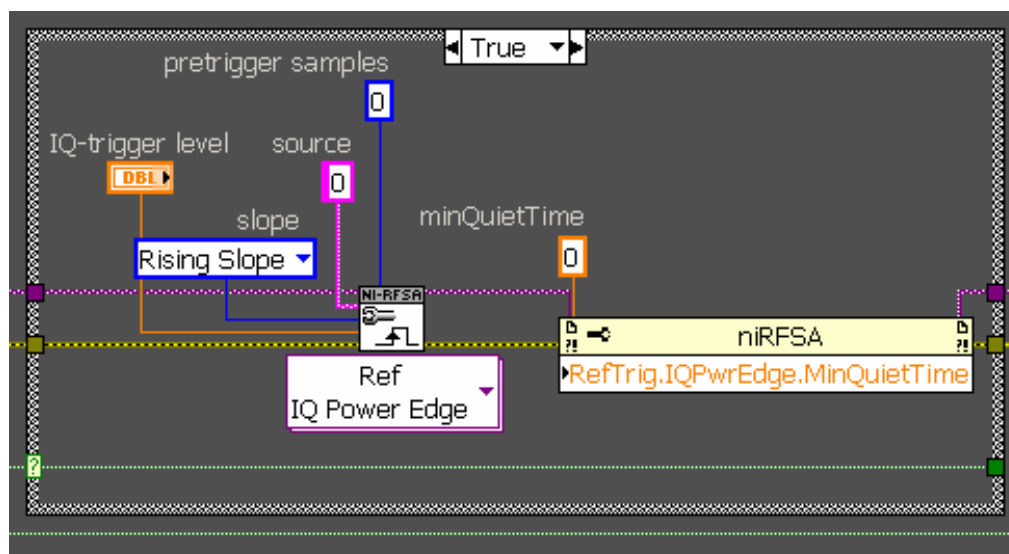 True
pretrigger samples
0
IQ-trigger level
source
DBL
0
slope
minQuietTime
Rising Slope
0
NI-RFSA
?!
niRFSA
?!
Ref
IQ Power Edge
RefTrig.IQPwrEdge.MinQuietTime
?